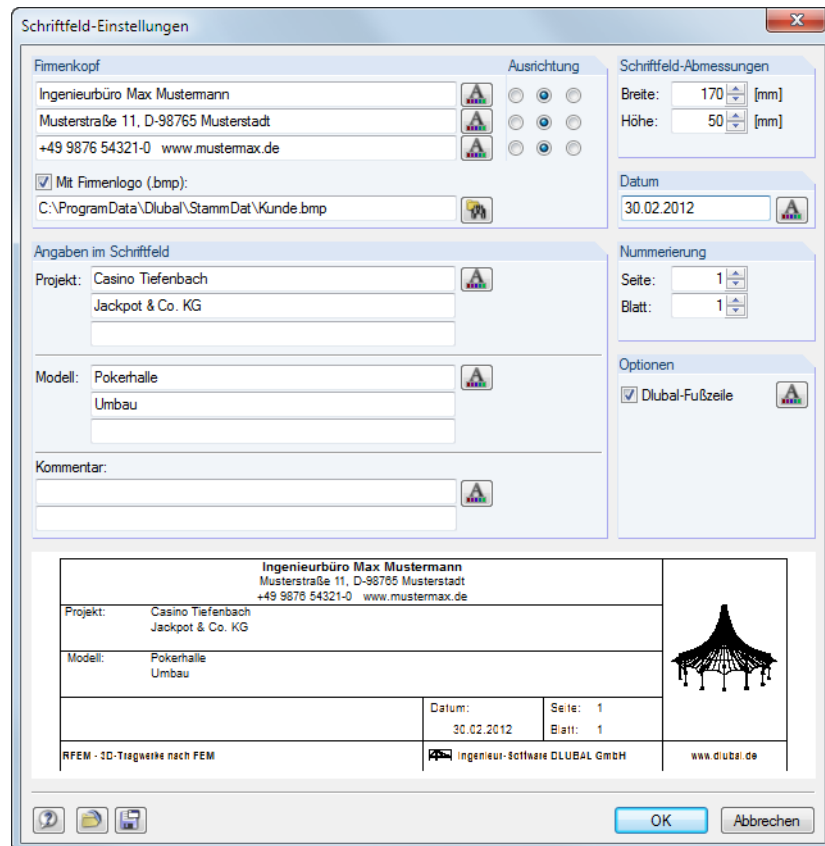 Schriftfeld-Einstellungen
Firmenkopf
Ausrichtung
Ingenieurbüro Max Mustermann
Musterstraße 11, D-98765 Musterstadt
+49 9876 54321-0 www.mustermax.de
Mit Firmenlogo (.bmp):
C:\ProgramData\Dlubal\StammDat\Kunde.bmp
Schriftfeld-Abmessungen
Breite: 170 [mm]
Höhe: 50 [mm]
Datum
30.02.2012
Angaben im Schriftfeld
Projekt: Casino Tiefenbach
Jackpot & Co. KG
Modell: Pokerhalle
Umbau
Kommentar:
Nummerierung
Seite: 1
Blatt: 1
Optionen
Dlubal-Fußzeile
Ingenieurbüro Max Mustermann
Musterstraße 11, D-98765 Musterstadt
+49 9876 54321-0 www.mustermax.de
Projekt: Casino Tiefenbach
Jackpot & Co. KG
Modell: Pokerhalle
Umbau
Datum: Seite: 1
30.02.2012 Blatt: 1
RFEM - 3D-Tragwerke nach FEM Ingenieur-Software DLUBAL GmbH www.dlubal.de
OK Abbrechen